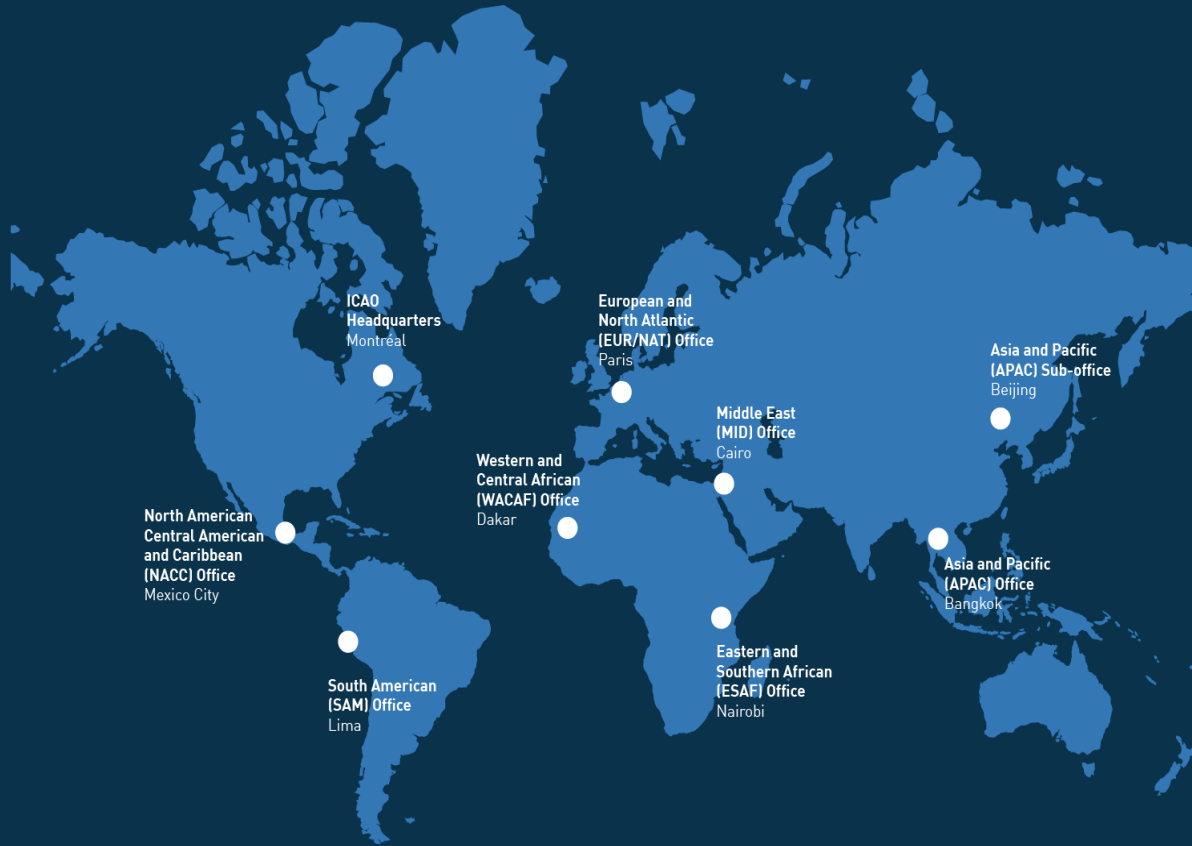 ICAO
Headquarters
Montréal
European and
North Atlantic
(EUR/NAT) Office
Paris
Asia and Pacific
(APAC) Sub-office
Beijing
Middle East
(MID) Office
Cairo
Western and
Central African
(WACAF) Office
Dakar
North American
Central American
and Caribbean
(NACC) Office
Mexico City
Asia and Pacific
(APAC) Office
Bangkok
Eastern and
Southern African
(ESAF) Office
Nairobi
South American
(SAM) Office
Lima